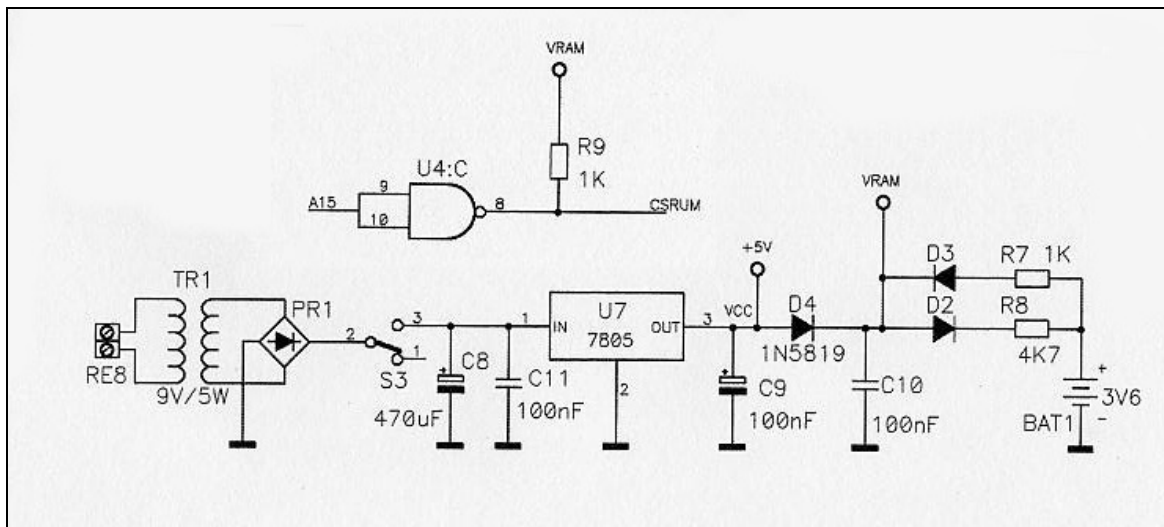 VRAM
R9
1K
U4:C
A15
9
10
8
CSRUM
VRAM
+5V
D3
R7 1K
TR1
PR1
2
3
1
S3
RE8
9V/5W
C8
470uF
C11
100nF
1
IN
U7
7805
OUT
3
2
VCC
D4
1N5819
D2
R8
4K7
+
C9
100nF
C10
100nF
+
3V6
-
BAT1
+